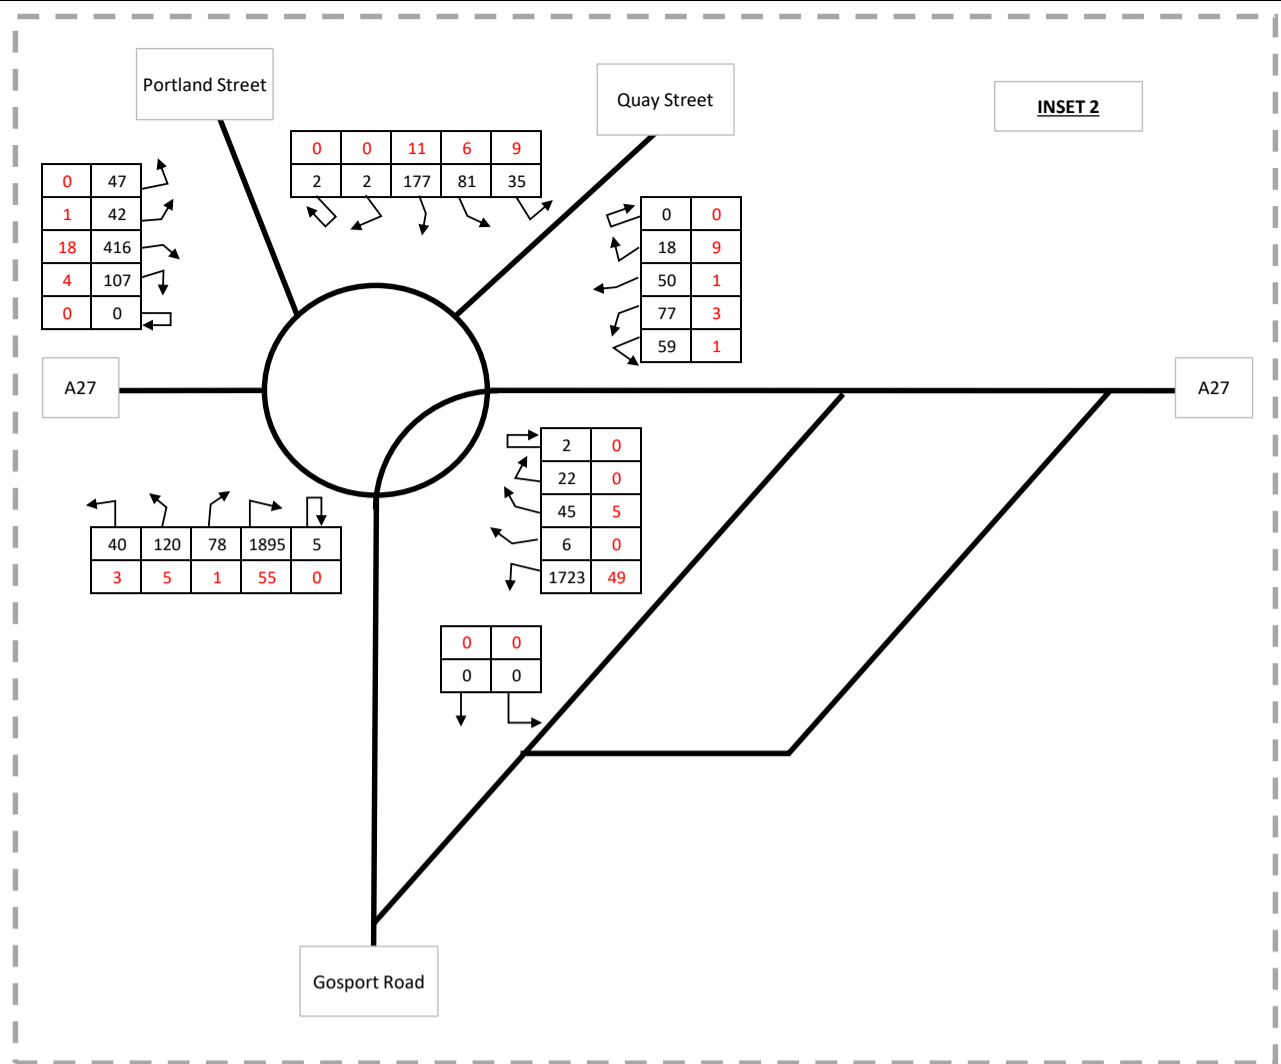 Portland Street
Quay Street
INSET 2
0 0 11 6 9
2 2 177 81 35
0 47
1 42
18 416
4 107
0 0
0 0
18 9
50 1
77 3
59 1
A27
A27
2 0
22 0
45 5
6 0
1723 49
40 120 78 1895 5
3 5 1 55 0
0 0
0 0
Gosport Road